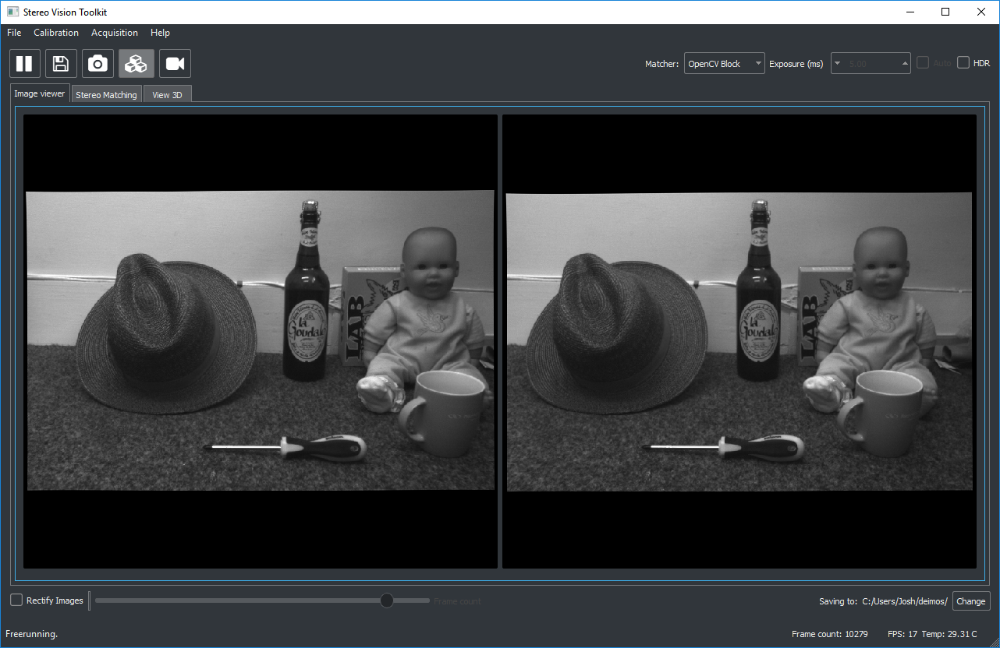 Stereo Vision Toolkit
File Calibration Acquisition Help
Matcher: OpenCV Block Exposure (ms) 5.00 Auto HDR
Image viewer Stereo Matching View 3D
la
Goudale
LAB
la
Goudale
Rectify Images Frame count Saving to: C:/Users/Josh/deimos/ Change
Freerunning. Frame count: 10279 FPS: 17 Temp: 29.31 C